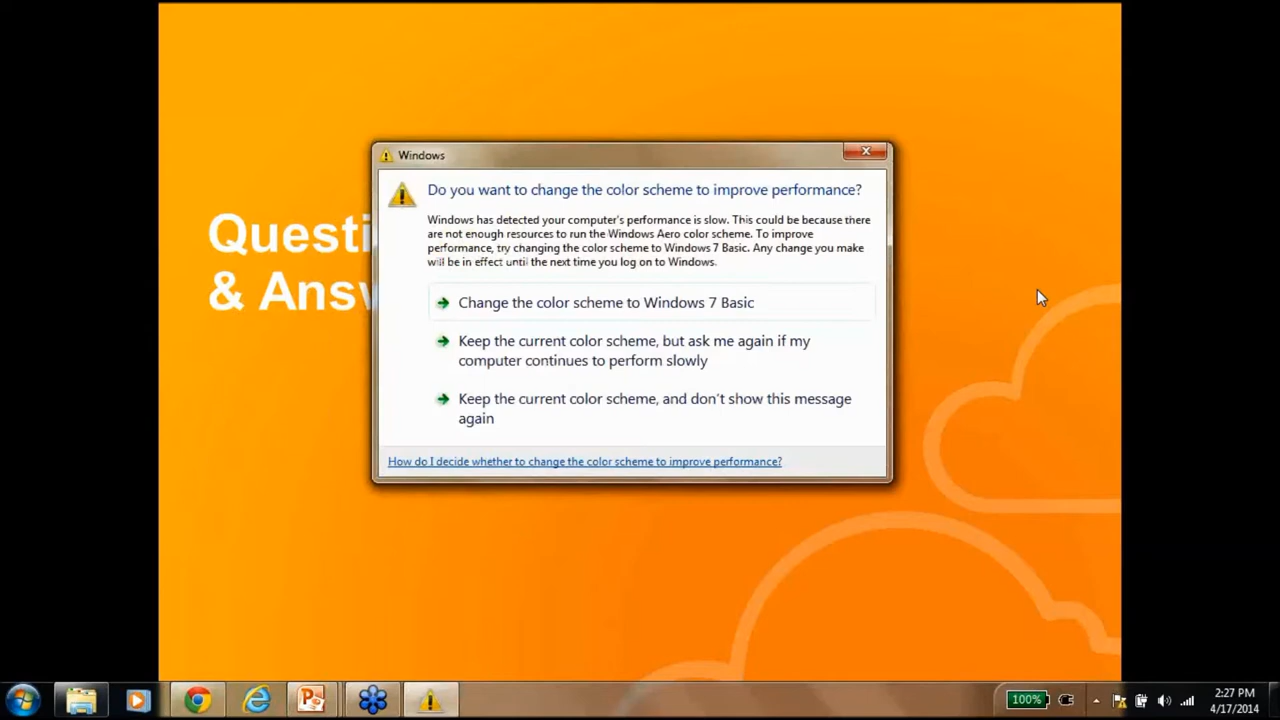 Windows
Do you want to change the color scheme to improve performance?
Windows has detected your computer's performance is slow. This could be because there
are not enough resources to run the Windows Aero color scheme. To improve
performance, try changing the color scheme to Windows 7 Basic. Any change you make
will be in effect until the next time you log on to Windows.
Change the color scheme to Windows 7 Basic
Keep the current color scheme, but ask me again if my
computer continues to perform slowly
Keep the current color scheme, and don't show this message
again
How do I decide whether to change the color scheme to improve performance?
Questi
& Ansv
100%
2:27 PM
4/17/2014